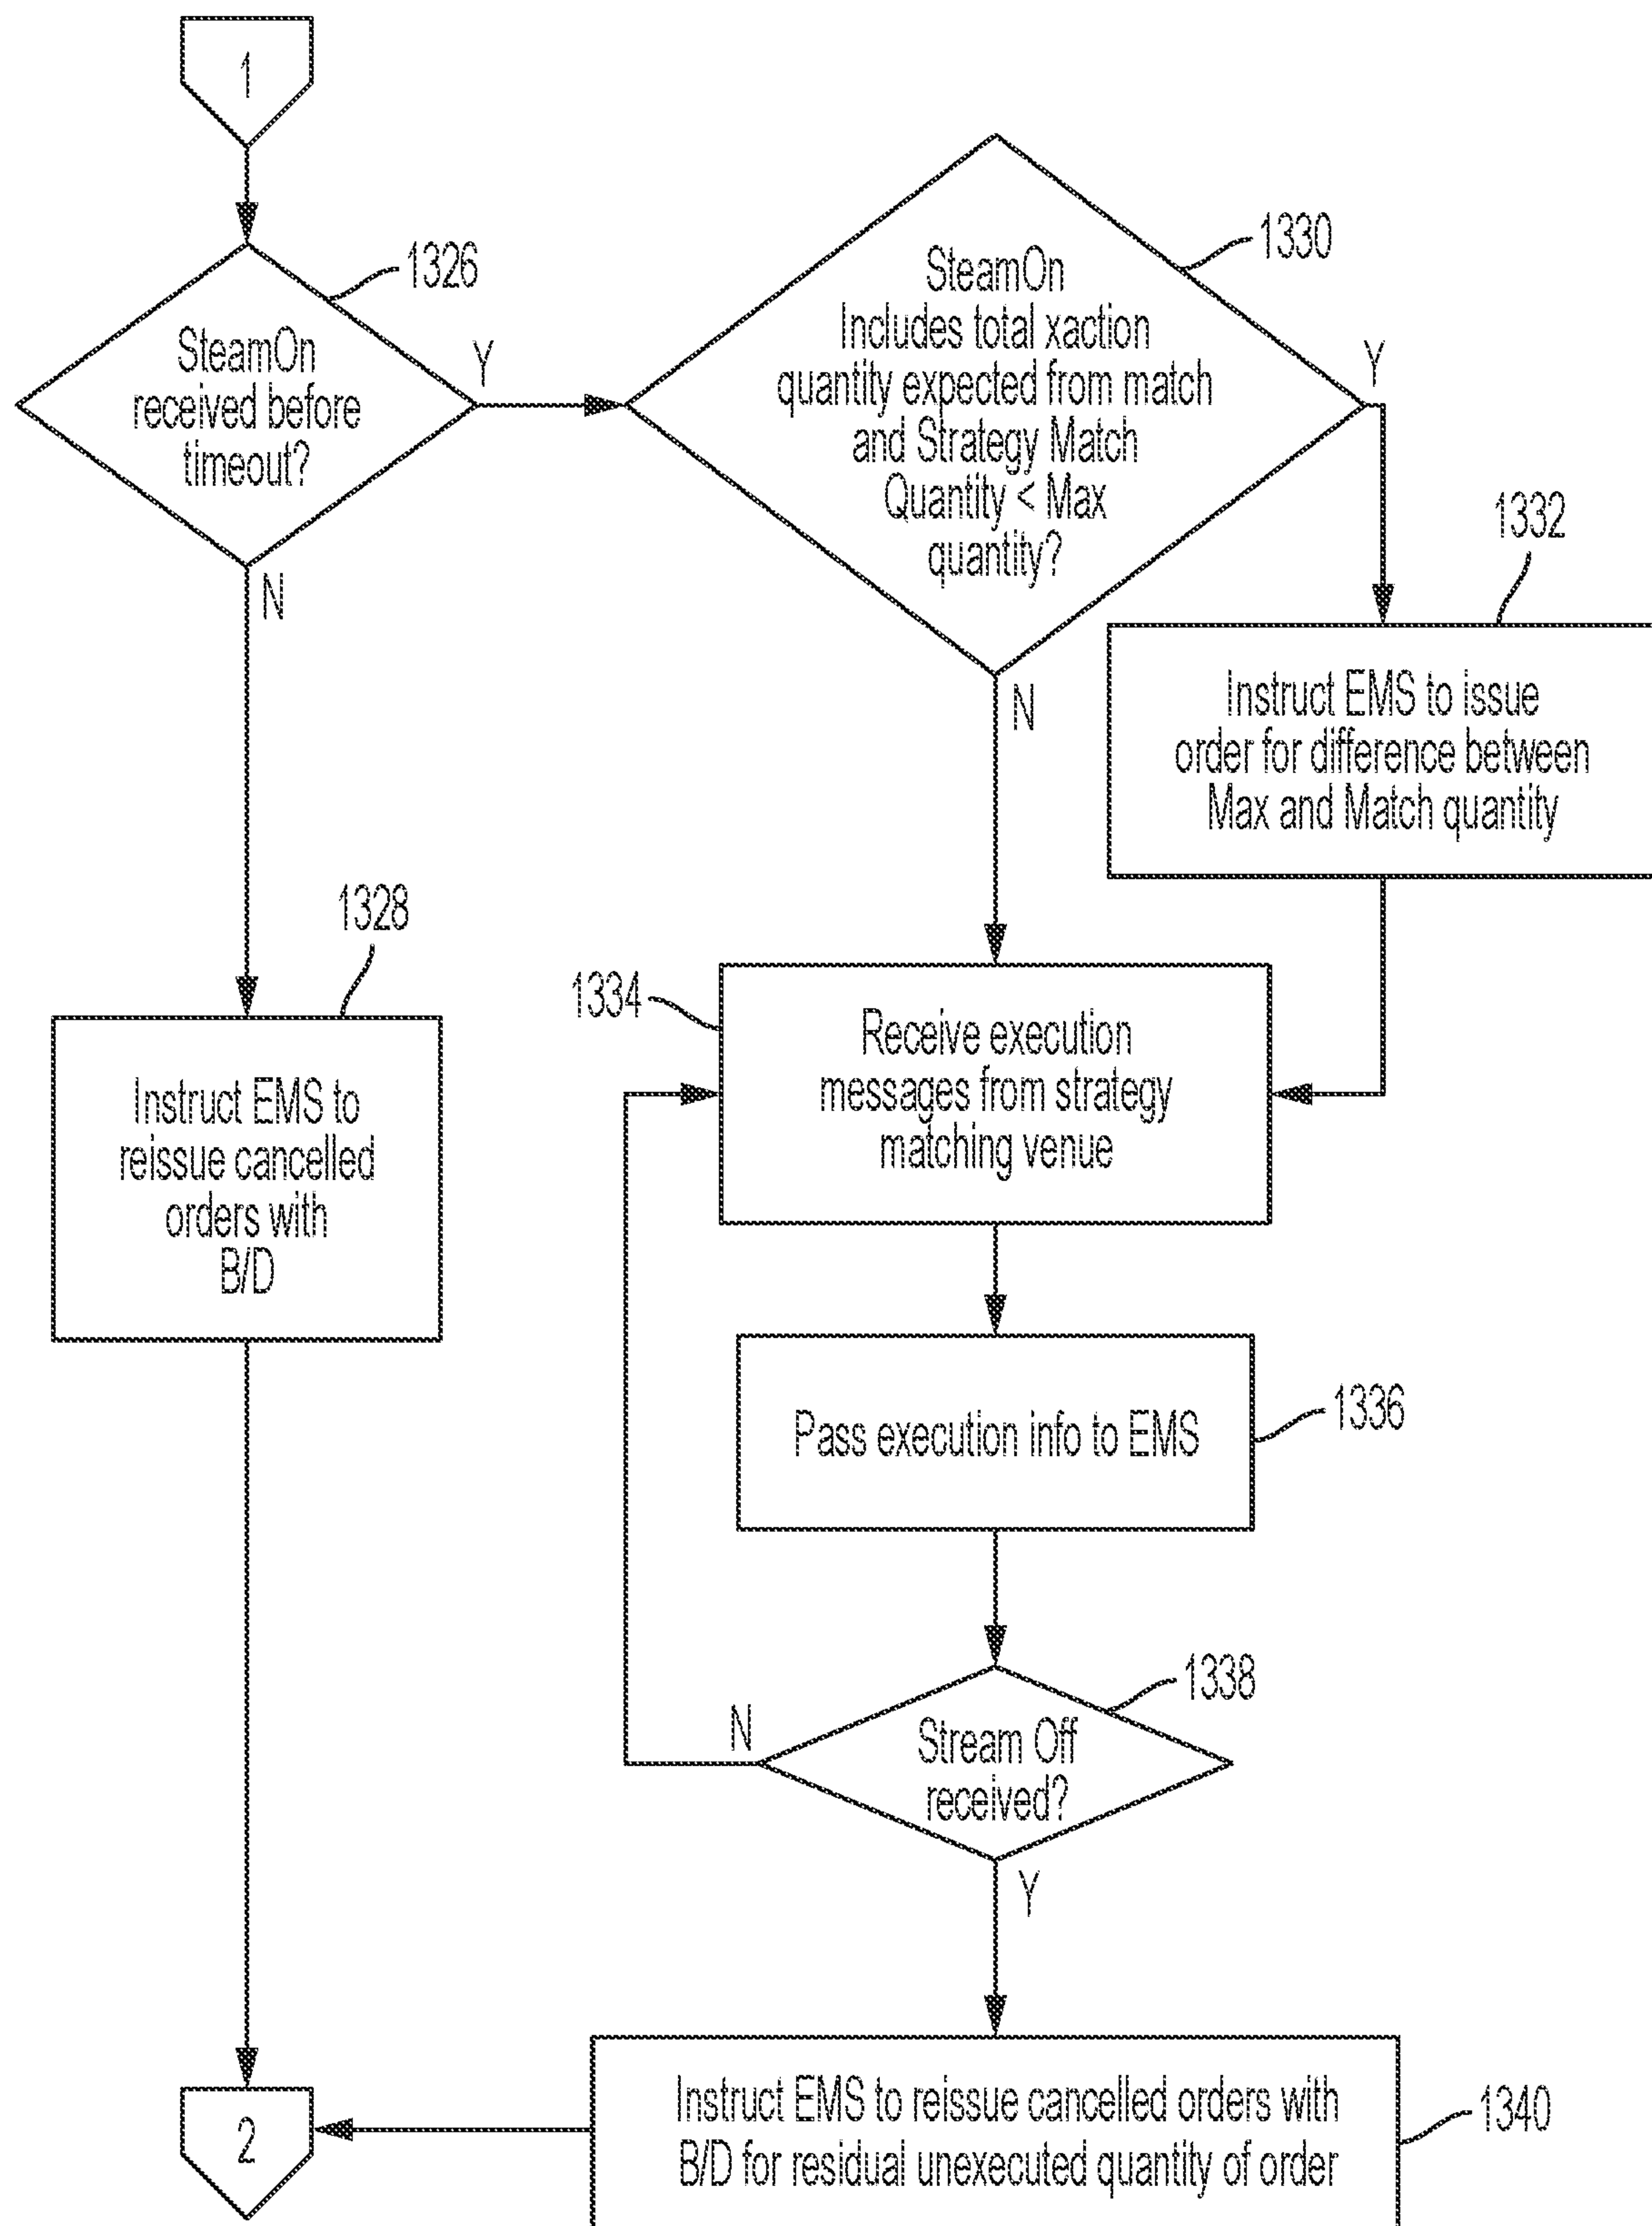 1
1326
SteamOn
received before
timeout?
Y
N
1330
SteamOn
Includes total xaction
quantity expected from match
and Strategy Match
Quantity < Max
quantity?
Y
N
1332
Instruct EMS to issue
order for difference between
Max and Match quantity
1328
Instruct EMS to
reissue cancelled
orders with
B/D
1334
Receive execution
messages from strategy
matching venue
Pass execution info to EMS
1336
1338
Stream Off
received?
N
Y
Instruct EMS to reissue cancelled orders with
B/D for residual unexecuted quantity of order
1340
2